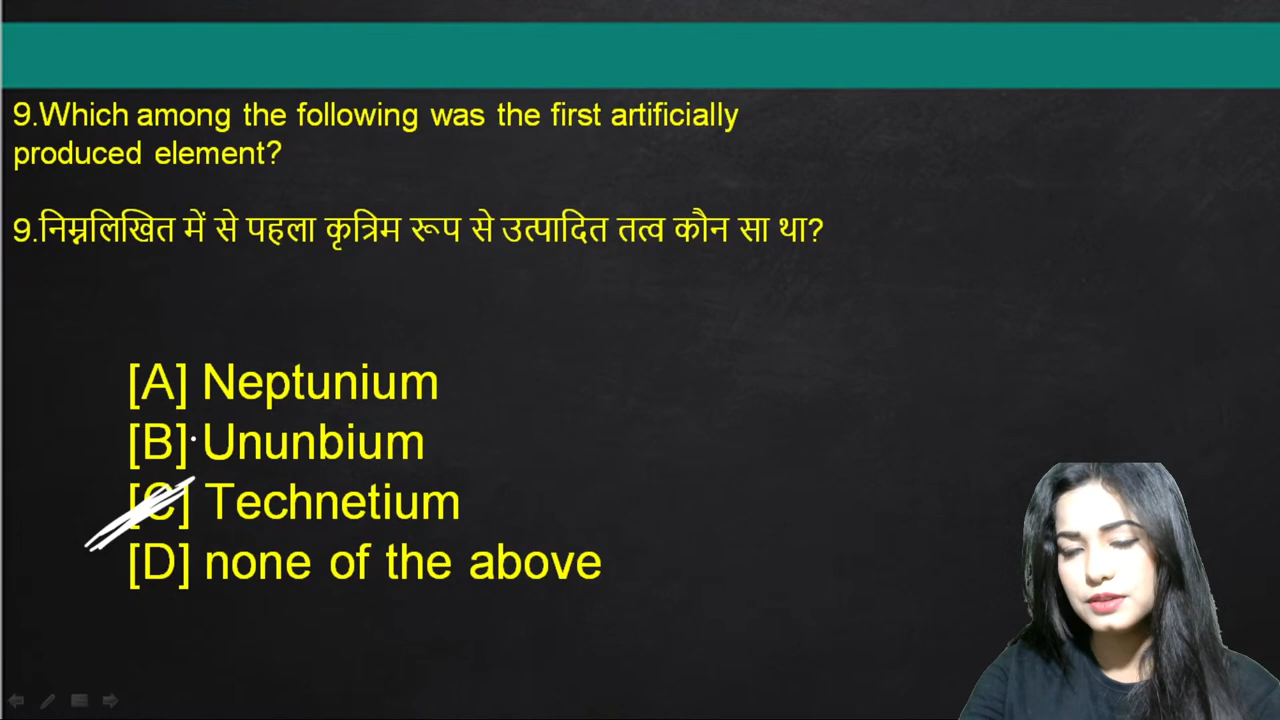 9.Which among the following was the first artificially
produced element?
9.निम्नलिखित में से पहला कृत्रिम रूप से उत्पादित तत्व कौन सा था?
[A] Neptunium
[B] Ununbium
[C] Technetium
[D] none of the above